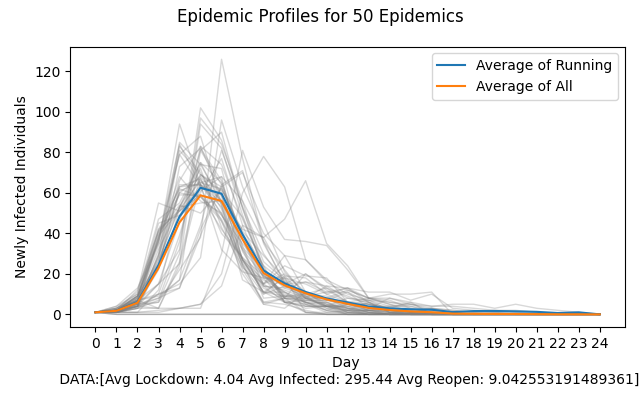 Epidemic Profiles for 50 Epidemics
Average of Running
Average of All
Newly Infected Individuals
120
100
80
60
40
20
0
0 1 2 3 4 5 6 7 8 9 10 11 12 13 14 15 16 17 18 19 20 21 22 23 24
Day
DATA:[Avg Lockdown: 4.04 Avg Infected: 295.44 Avg Reopen: 9.042553191489361]